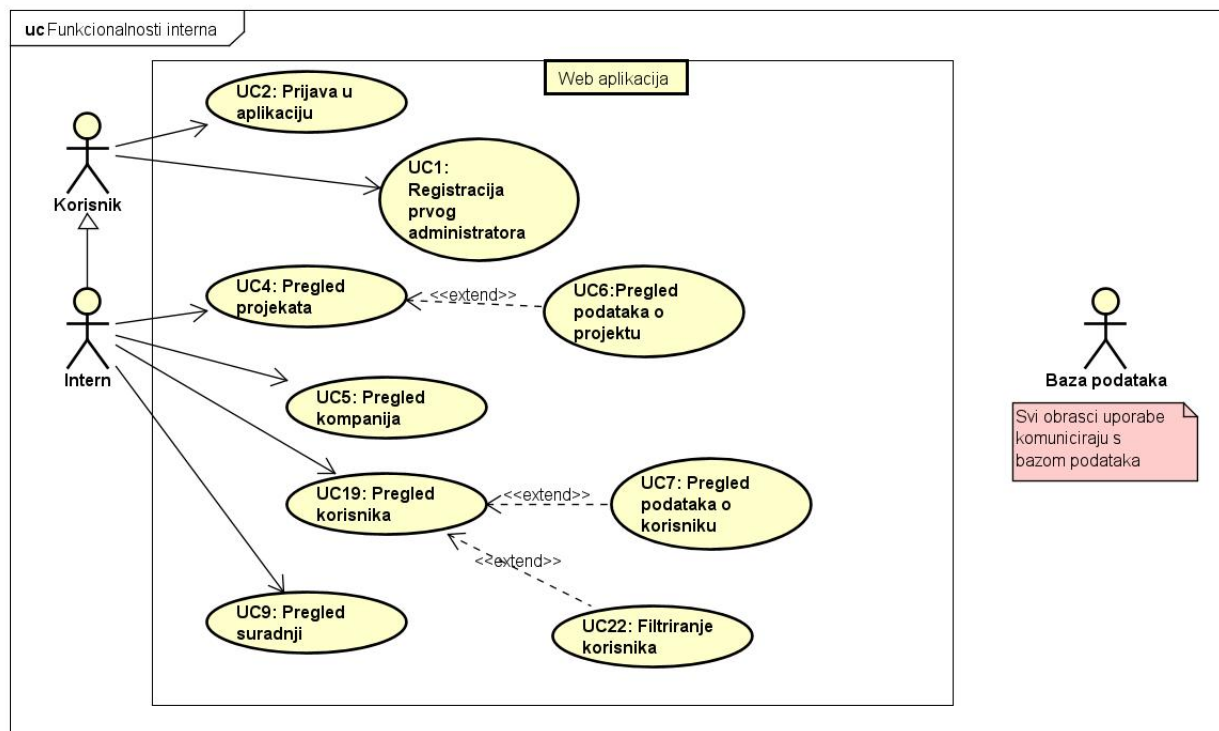 uc Funkcionalnosti interna
Web aplikacija
UC2: Prijava u
aplikaciju
Korisnik
UC1:
Registracija
prvog
administratora
UC4: Pregled
projekata
<<extend>>
UC6:Pregled
podataka o
projektu
Intern
UC5: Pregled
kompanija
UC19: Pregled
korisnika
<<extend>>
UC7: Pregled
podataka o
korisniku
<<extend>>
UC9: Pregled
suradnji
UC22: Filtriranje
korisnika
Baza podataka
Svi obrasci uporabe
komuniciraju s
bazom podataka